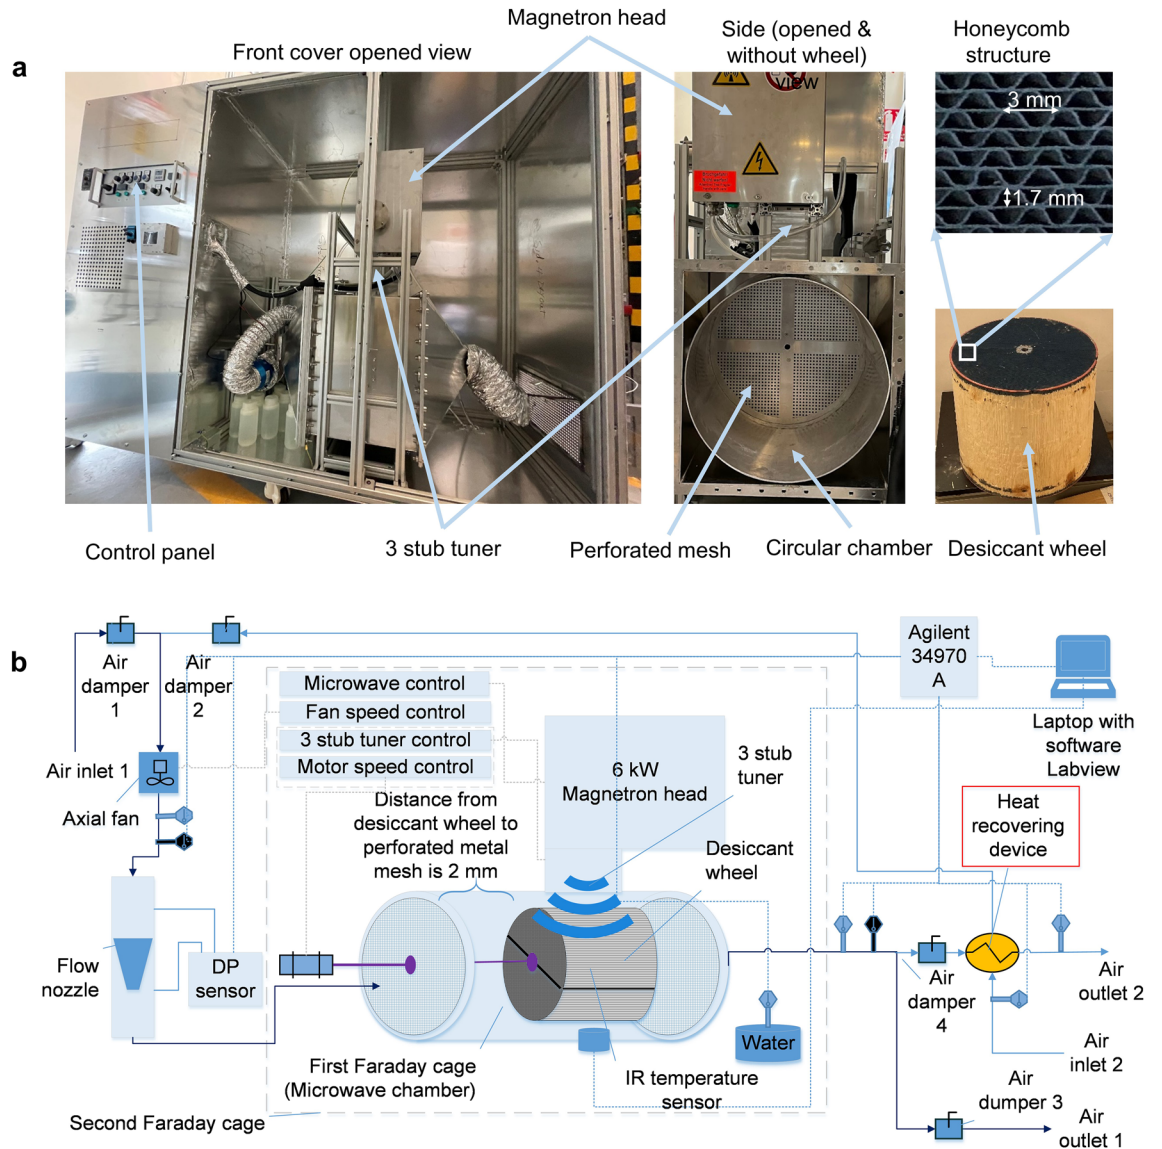 a
Front cover opened view
Magnetron head
Side (opened &
without wheel)
VIEW
Honeycomb
structure
3 mm
1.7 mm
Control panel
3 stub tuner
Perforated mesh
Circular chamber
Desiccant wheel
b
Air
damper
1
Air
damper
2
Air inlet 1
Axial fan
Flow
nozzle
DP
sensor
Microwave control
Fan speed control
3 stub tuner control
Motor speed control
Distance from
desiccant wheel to
perforated metal
mesh is 2 mm
6 kW
Magnetron head
3 stub
tuner
Desiccant
wheel
Agilent
34970
A
Laptop with
software
Labview
Heat
recovering
device
Air
damper
4
Air
outlet 2
Air
inlet 2
Air
dumper 3
Air
outlet 1
Water
IR temperature
sensor
First Faraday cage
(Microwave chamber)
Second Faraday cage